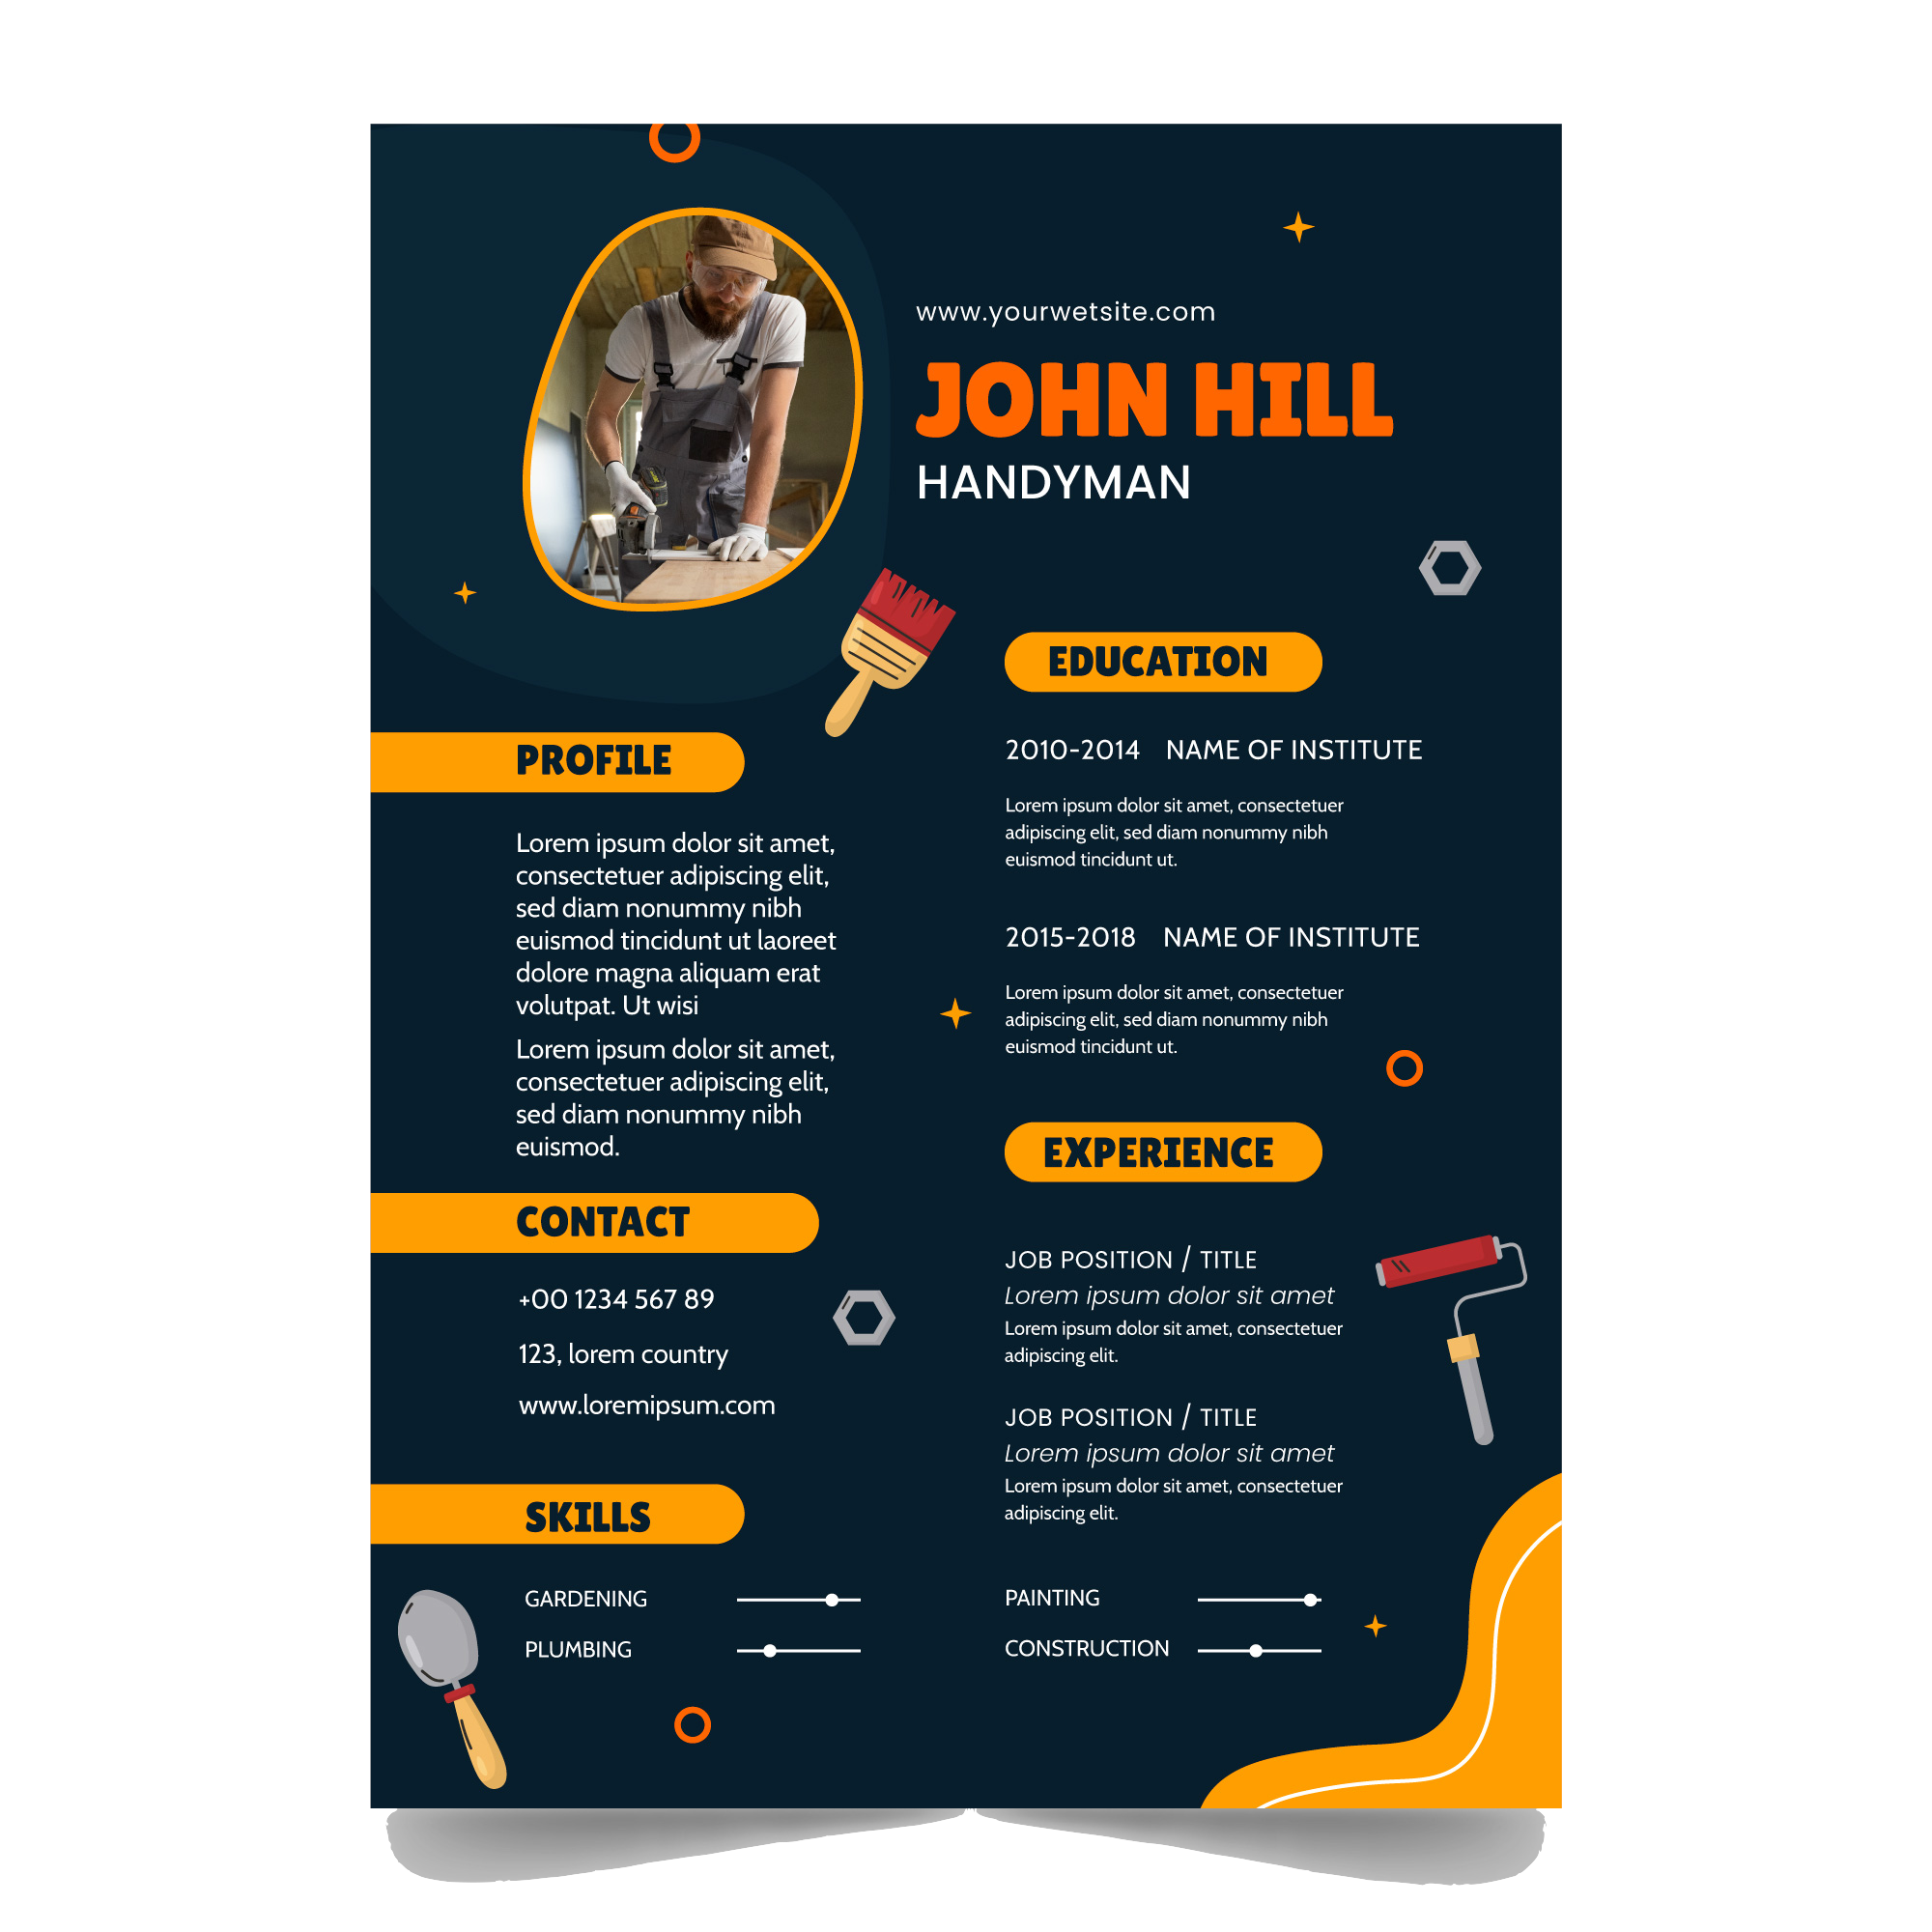 www.yourwetsite.com
JOHN HILL
HANDYMAN
PROFILE
Lorem ipsum dolor sit amet,
consectetuer adipiscing elit,
sed diam nonummy nibh
euismod tincidunt ut laoreet
dolore magna aliquam erat
volutpat. Ut wisi
Lorem ipsum dolor sit amet,
consectetuer adipiscing elit,
sed diam nonummy nibh
euismod.
CONTACT
+00 1234 567 89
123, lorem country
www.loremipsum.com
SKILLS
GARDENING
PLUMBING
EDUCATION
2010-2014 NAME OF INSTITUTE
Lorem ipsum dolor sit amet, consectetuer
adipiscing elit, sed diam nonummy nibh
euismod tincidunt ut.
2015-2018 NAME OF INSTITUTE
Lorem ipsum dolor sit amet, consectetuer
adipiscing elit, sed diam nonummy nibh
euismod tincidunt ut.
EXPERIENCE
JOB POSITION / TITLE
Lorem ipsum dolor sit amet
Lorem ipsum dolor sit amet, consectetuer
adipiscing elit.
JOB POSITION / TITLE
Lorem ipsum dolor sit amet
Lorem ipsum dolor sit amet, consectetuer
adipiscing elit.
PAINTING
CONSTRUCTION